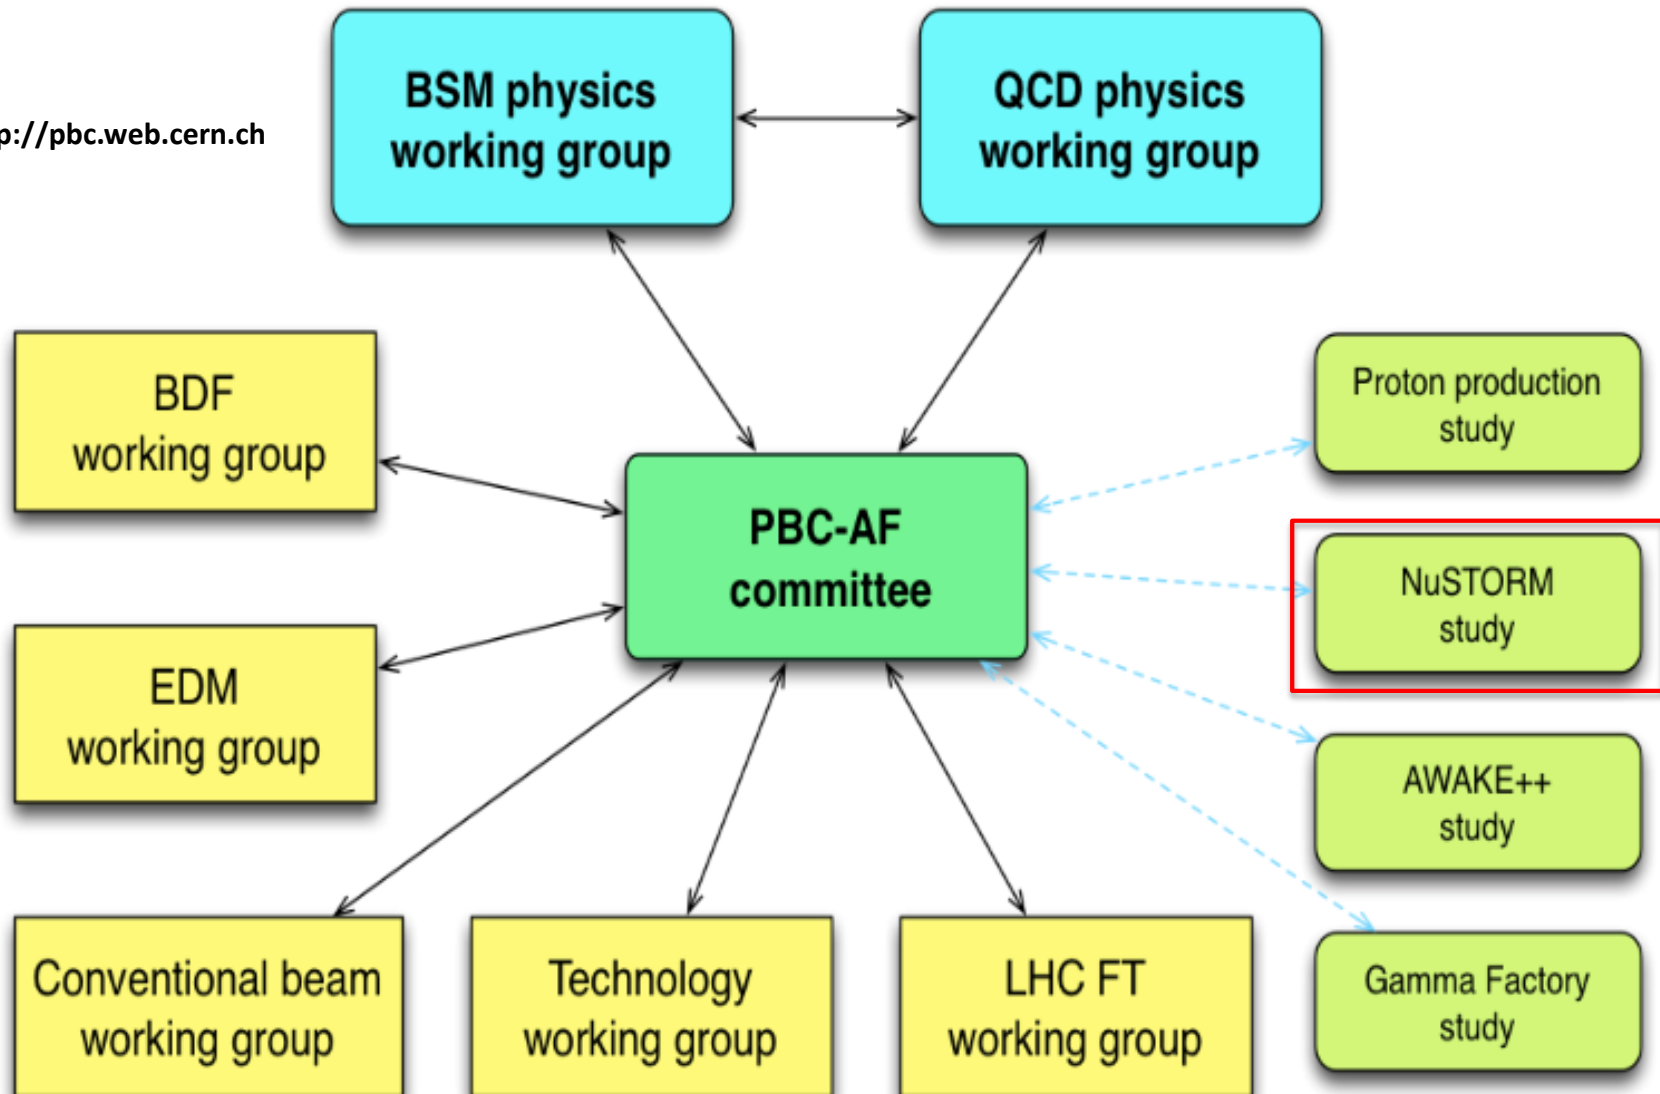 BSM physics
working group
QCD physics
working group
p://pbc.web.cern.ch
BDF
working group
Proton production
study
PBC-AF
committee
NuSTORM
study
EDM
working group
AWAKE++
study
Conventional beam
working group
Technology
working group
LHC FT
working group
Gamma Factory
study